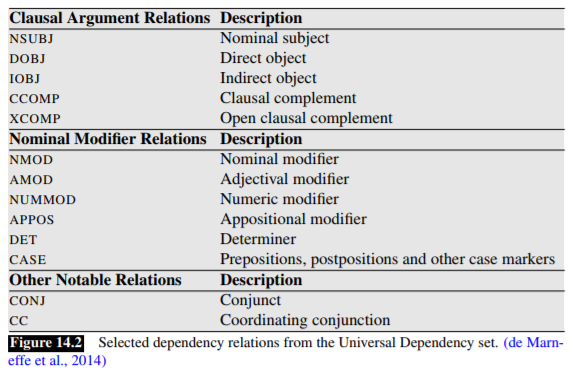 Clausal Argument Relations Description
NSUBJ Nominal subject
DOBJ Direct object
IOBJ Indirect object
CCOMP Clausal complement
XCOMP Open clausal complement
Nominal Modifier Relations Description
NMOD Nominal modifier
AMOD Adjectival modifier
NUMMOD Numeric modifier
APPOS Appositional modifier
DET Determiner
CASE Prepositions, postpositions and other case markers
Other Notable Relations Description
CONJ Conjunct
CC Coordinating conjunction
Figure 14.2 Selected dependency relations from the Universal Dependency set. (de Marn-
effe et al., 2014)